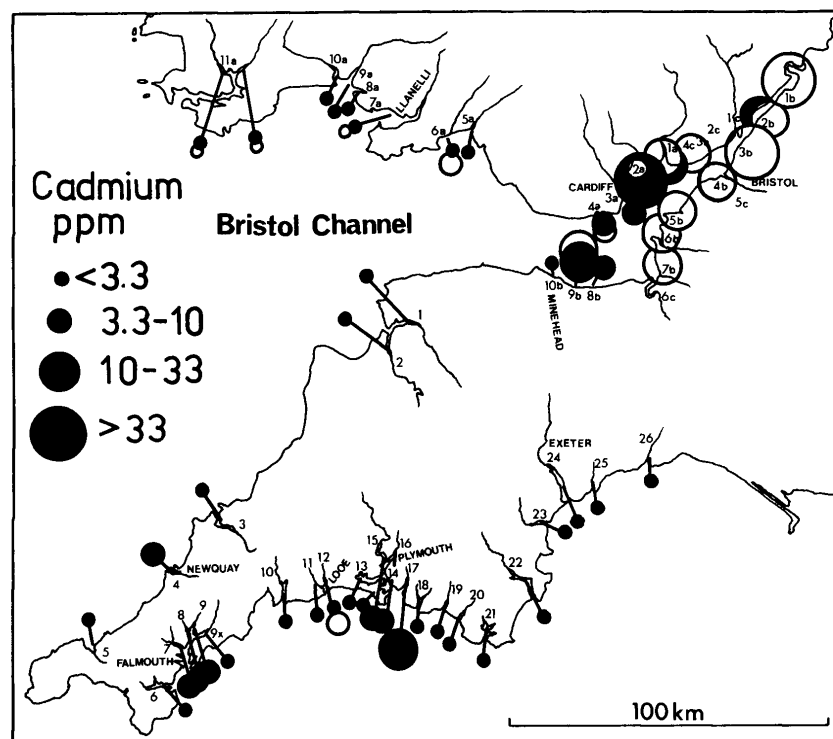 11a
10a
9a
8a
7a
LLANELLI
6a
5a
1b
1c
2b
2c
3c
4c
1a
3b
2a
CARDIFF
BRISTOL
4b
5c
3a
4a
5b
6b
7b
6c
10b
9b
8b
MINEHEAD
Cadmium
ppm
<3.3
3.3-10
10-33
>33
Bristol Channel
1
2
3
NEWQUAY
4
5
FALMOUTH
6
7
8
9
9x
10
11
12
LOOE
13
14
15
16
PLYMOUTH
17
18
19
20
21
22
23
24
EXETER
25
26
100km